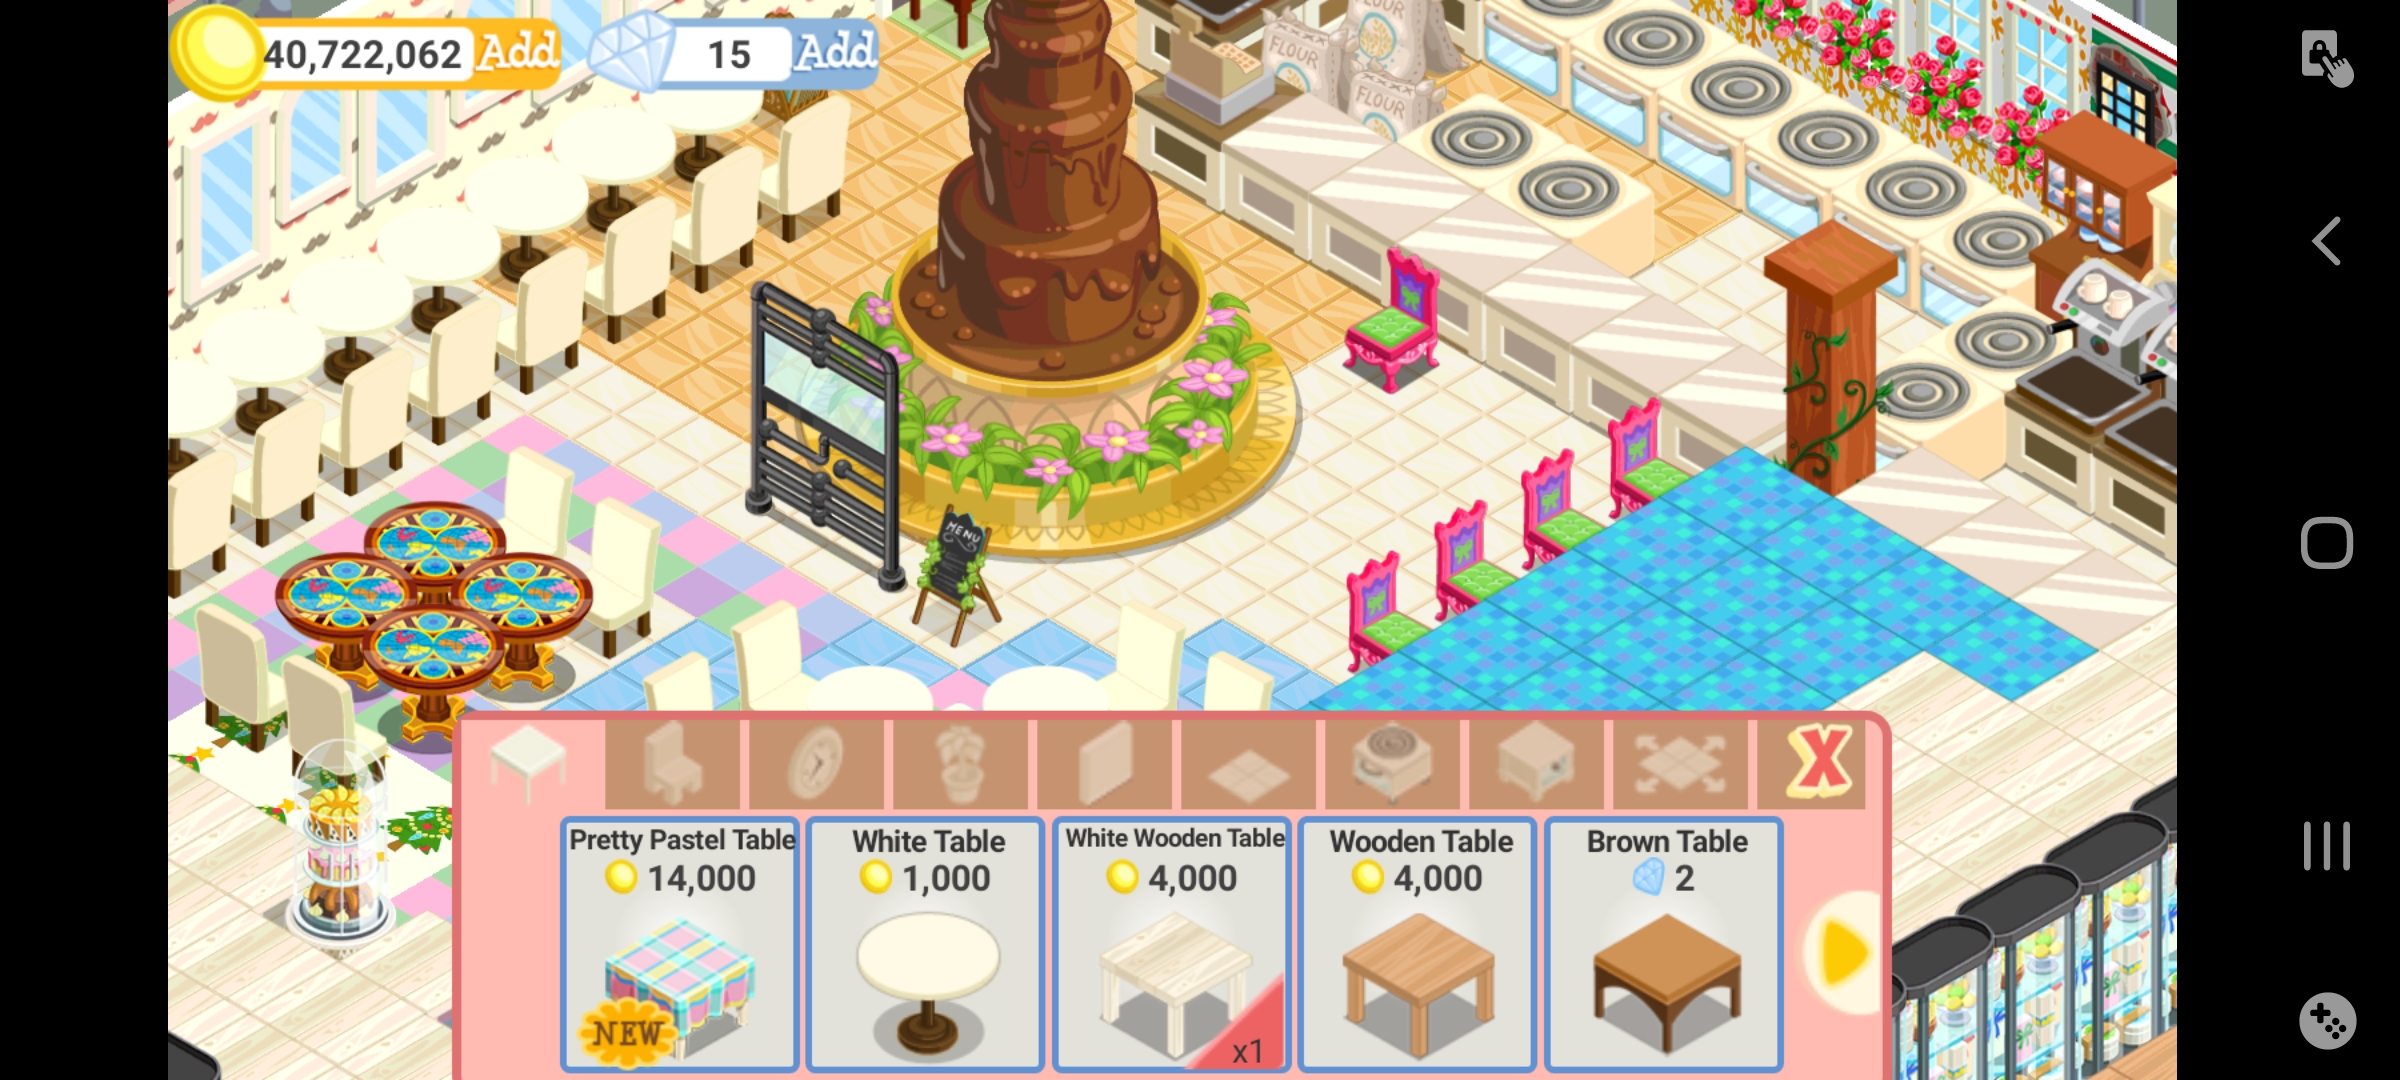 40,722,062 Add 15 Add
FLOUR
FLOUR
FLOUR
MENU
Pretty Pastel Table
14,000
NEW
White Table
1,000
White Wooden Table
4,000
x1
Wooden Table
4,000
Brown Table
2
X